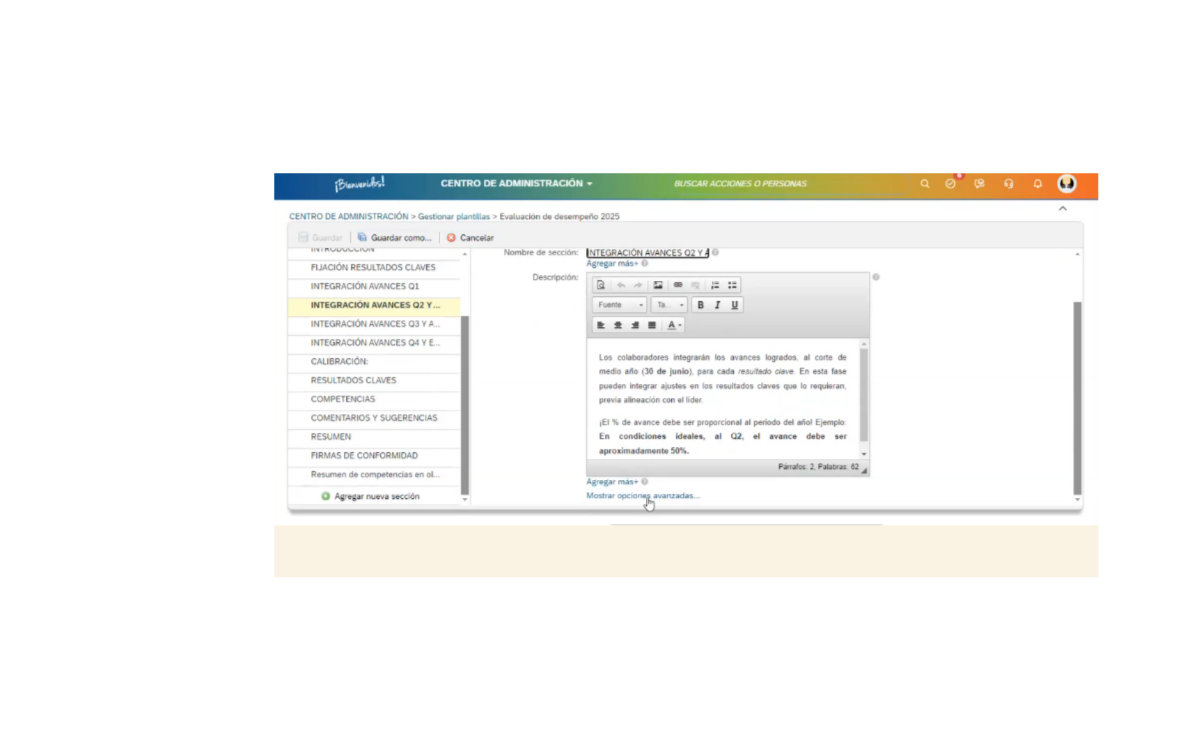 ¡Bienvenidos!
CENTRO DE ADMINISTRACIÓN
BUSCAR ACCIONES O PERSONAS
CENTRO DE ADMINISTRACIÓN > Gestionar plantillas > Evaluación de desempeño 2025
Guardar
Guardar como...
Cancelar
INTRODUCCIÓN
FIJACIÓN RESULTADOS CLAVES
INTEGRACIÓN AVANCES Q1
INTEGRACIÓN AVANCES Q2 Y ...
INTEGRACIÓN AVANCES Q3 Y A...
INTEGRACIÓN AVANCES Q4 Y E...
CALIBRACIÓN:
RESULTADOS CLAVES
COMPETENCIAS
COMENTARIOS Y SUGERENCIAS
RESUMEN
FIRMAS DE CONFORMIDAD
Resumen de competencias en ol...
Agregar nueva sección
Nombre de sección: INTEGRACIÓN AVANCES Q2 Y A
Agregar más+
Descripción:
Fuente
Ta...
B I U
A
Los colaboradores integrarán los avances logrados, al corte de
medio año (30 de junio), para cada resultado clave. En esta fase
pueden integrar ajustes en los resultados claves que lo requieran,
previa alineación con el líder.
¡El % de avance debe ser proporcional al periodo del año! Ejemplo:
En condiciones ideales, al Q2, el avance debe ser
aproximadamente 50%.
Párrafos: 2, Palabras: 62
Agregar más+
Mostrar opciones avanzadas...